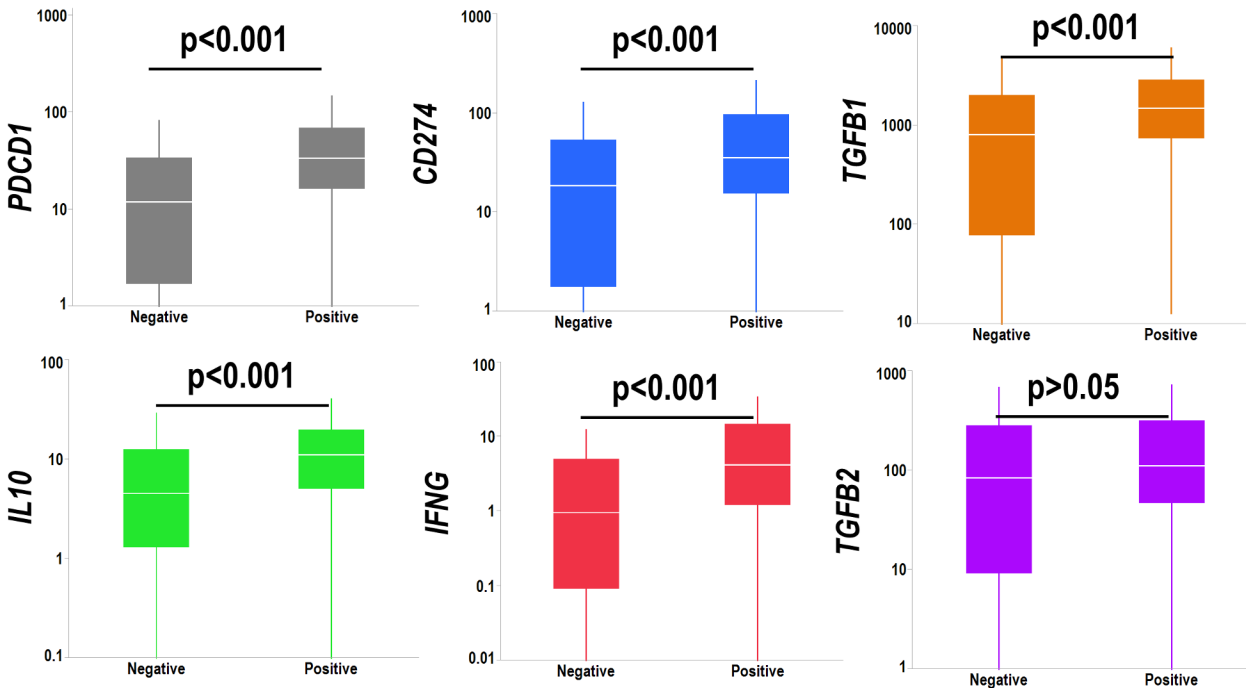 PDCD1
1000
100
10
1
p<0.001
Negative
Positive
CD274
1000
100
10
1
p<0.001
Negative
Positive
TGFB1
10000
1000
100
10
p<0.001
Negative
Positive
IL10
100
10
1
0.1
p<0.001
Negative
Positive
IFNG
100
10
1
0.1
0.01
p<0.001
Negative
Positive
TGFB2
1000
100
10
1
p>0.05
Negative
Positive